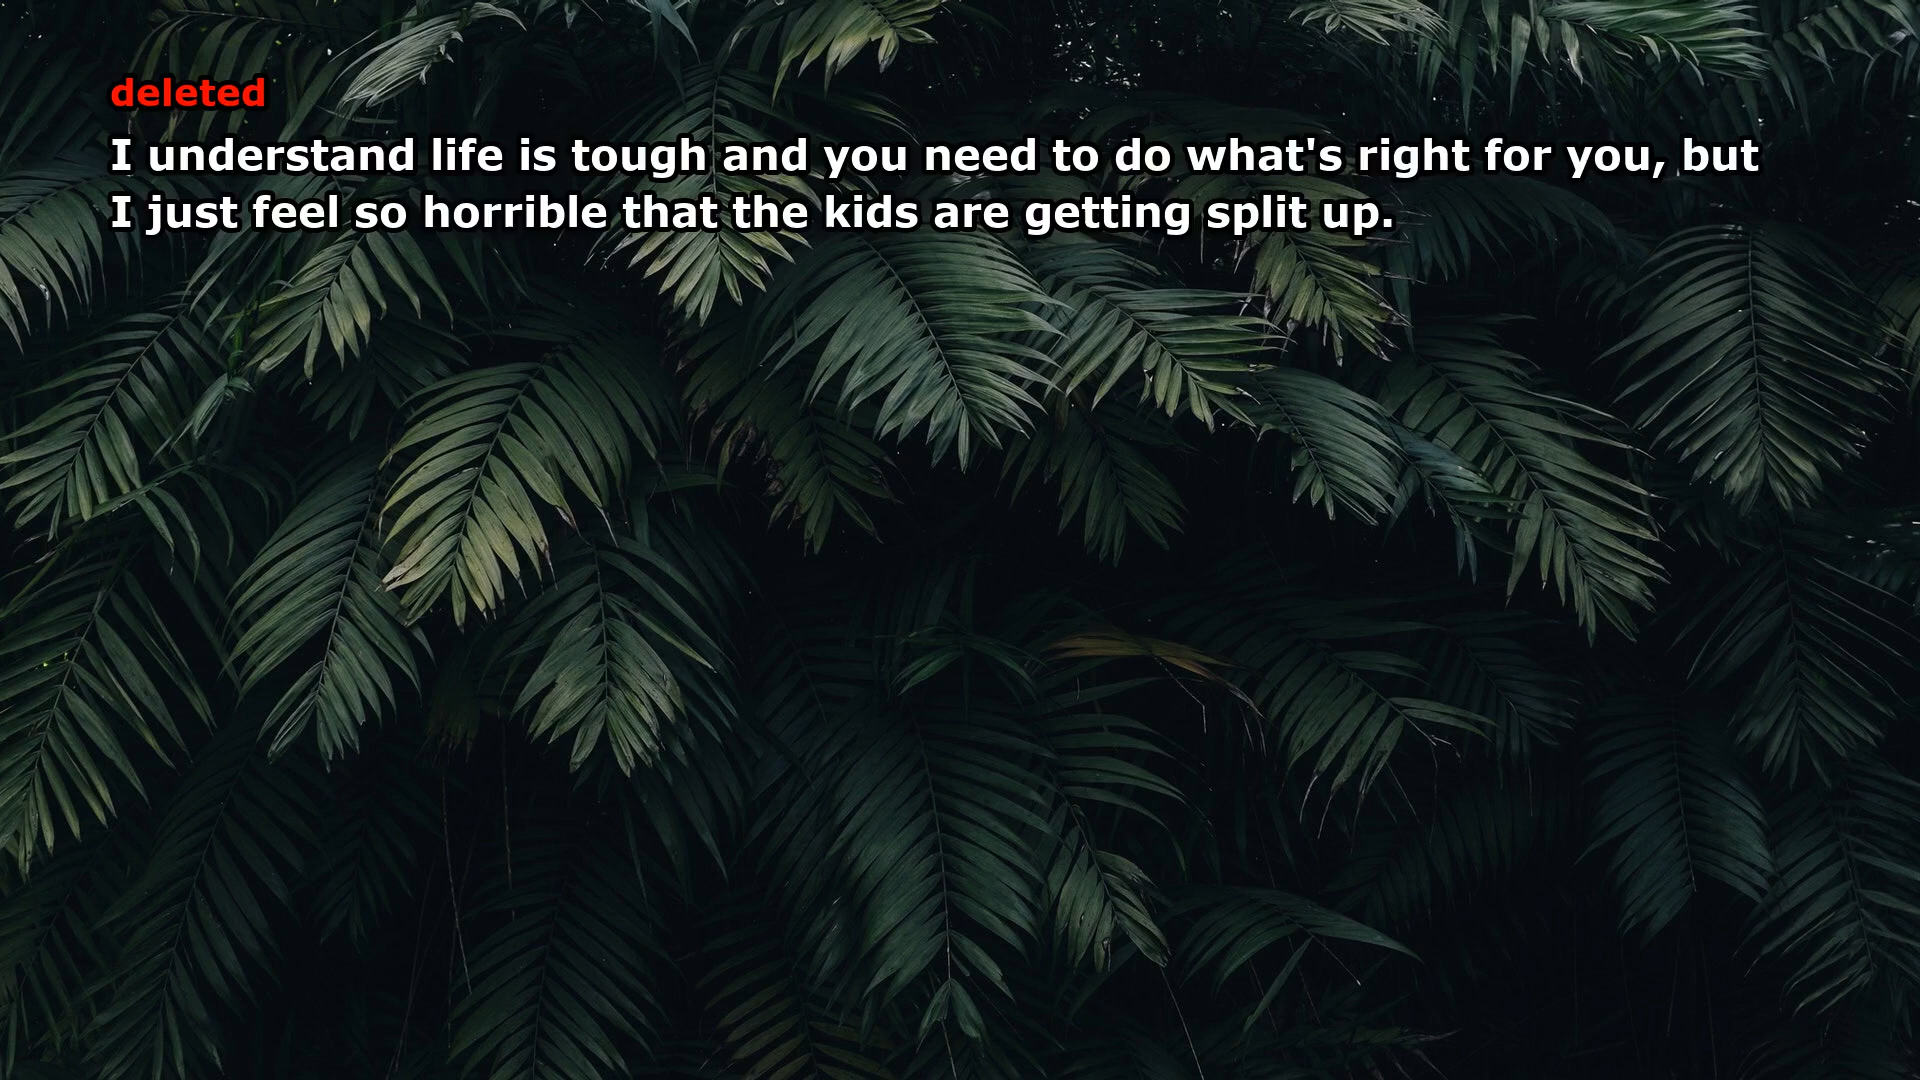 deleted
I understand life is tough and you need to do what's right for you, but
I just feel so horrible that the kids are getting split up.